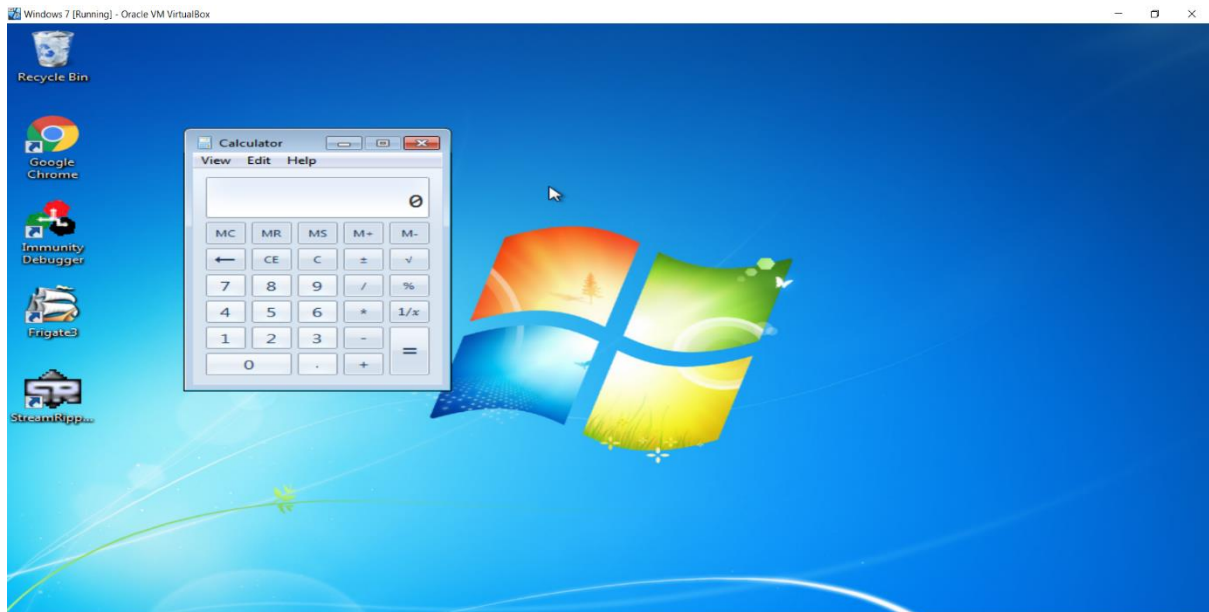 Windows 7 [Running] - Oracle VM VirtualBox
Recycle Bin
Google
Chrome
Immunity
Debugger
Frigate3
StreamRipp...
Calculator
View Edit Help
0
MC MR MS M+ M-
← CE C ± √
7 8 9 / %
4 5 6 * 1/x
1 2 3 - =
0 . +